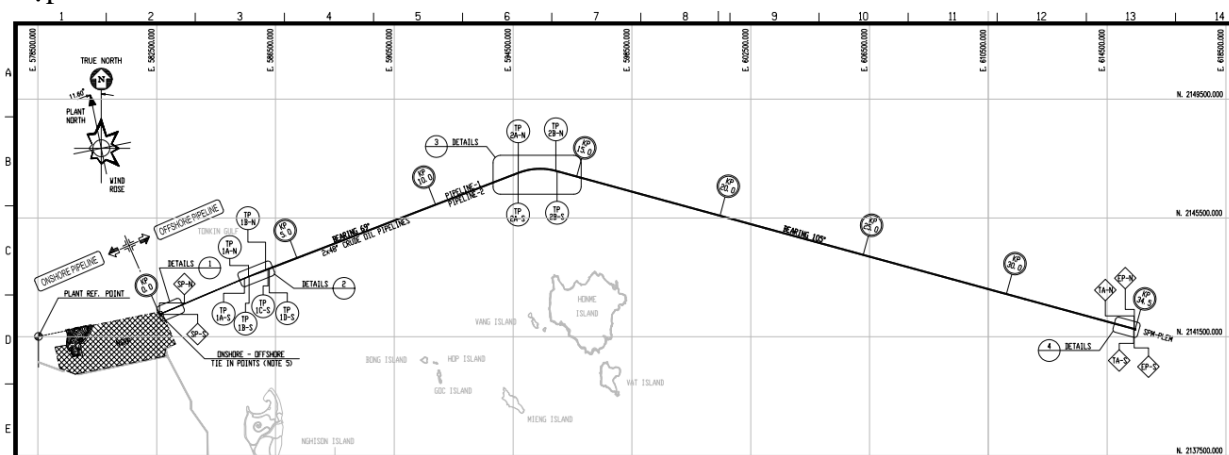 1 2 3 4 5 6 7 8 9 10 11 12 13 14
E. 578500.000
E. 582500.000
E. 586500.000
E. 590500.000
E. 594500.000
E. 598500.000
E. 602500.000
E. 606500.000
E. 610500.000
E. 614500.000
E. 618500.000
A
B
C
D
E
N. 2149500.000
N. 2145500.000
N. 2141500.000
N. 2137500.000
TRUE NORTH
N
11.60°
PLANT
NORTH
WIND
ROSE
ONSHORE PIPELINE
OFFSHORE PIPELINE
TONKIN GULF
PLANT REF. POINT
KP
0.0
DETAILS
1
SP-N
SP-S
ONSHORE - OFFSHORE
TIE IN POINTS (NOTE 5)
TP
1A-N
TP
1B-N
TP
1A-S
TP
1B-S
TP
1C-S
TP
1D-S
DETAILS
2
KP
5.0
BEARING 69°
2x48" CRUDE OIL PIPELINES
KP
10.0
PIPELINE-1
PIPELINE-2
3
DETAILS
TP
2A-N
TP
2B-N
TP
2A-S
TP
2B-S
KP
15.0
KP
20.0
BEARING 105°
KP
25.0
KP
30.0
TA-N
EP-N
KP
34.5
SPM-PLEM
4
DETAILS
TA-S
EP-S
HONME
ISLAND
VANG ISLAND
BONG ISLAND
HOP ISLAND
GOC ISLAND
VAT ISLAND
MIENG ISLAND
NGHISON ISLAND